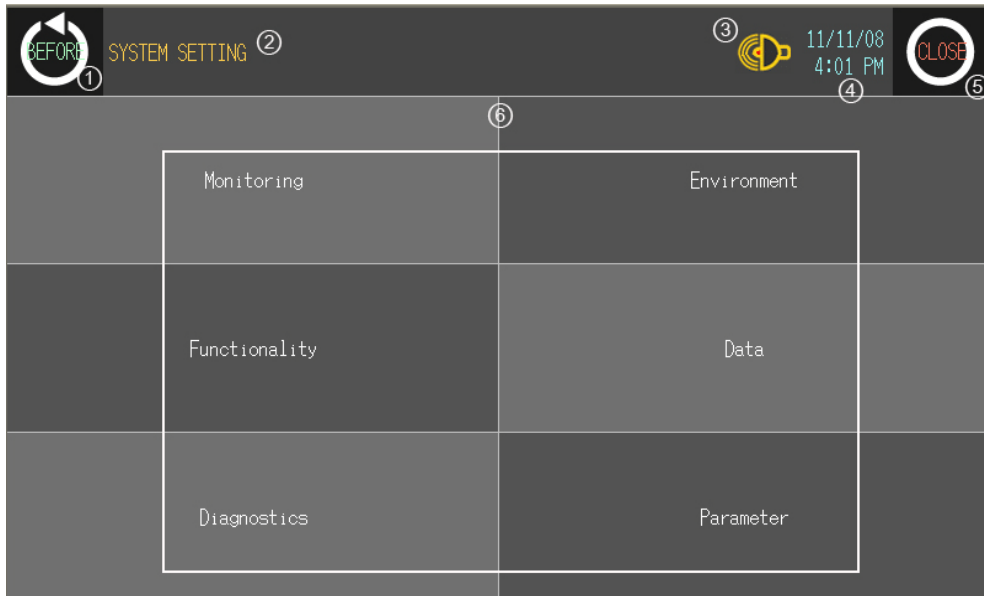 BEFORE
①
SYSTEM SETTING ②
③
11/11/08
4:01 PM
④
CLOSE
⑤
⑥
Monitoring
Environment
Functionality
Data
Diagnostics
Parameter